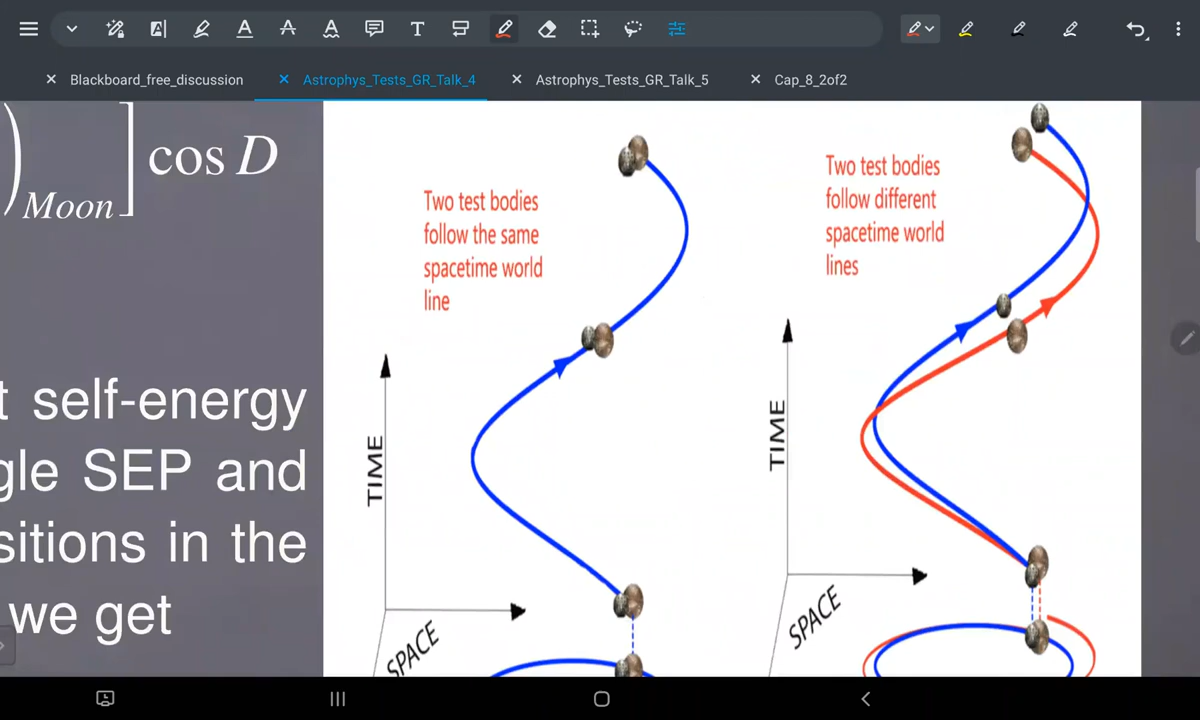 Blackboard_free_discussion
Astrophys_Tests_GR_Talk_4
Astrophys_Tests_GR_Talk_5
Cap_8_2of2
) ] cos D
Moon
t self-energy
gle SEP and
sitions in the
we get
Two test bodies
follow the same
spacetime world
line
TIME
SPACE
Two test bodies
follow different
spacetime world
lines
TIME
SPACE